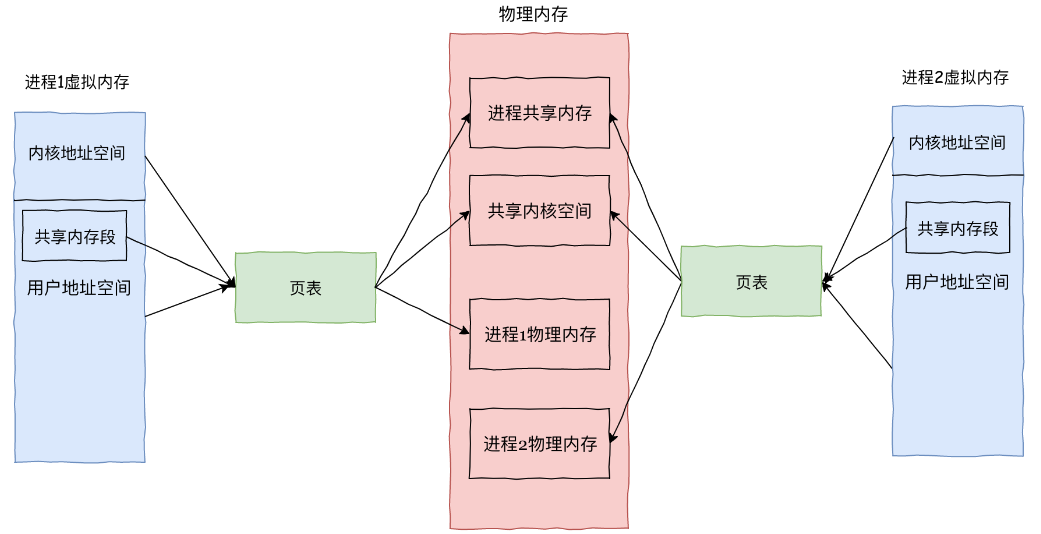 物理内存
进程1虚拟内存
进程2虚拟内存
内核地址空间
共享内存段
用户地址空间
页表
进程共享内存
共享内核空间
进程1物理内存
进程2物理内存
页表
内核地址空间
共享内存段
用户地址空间